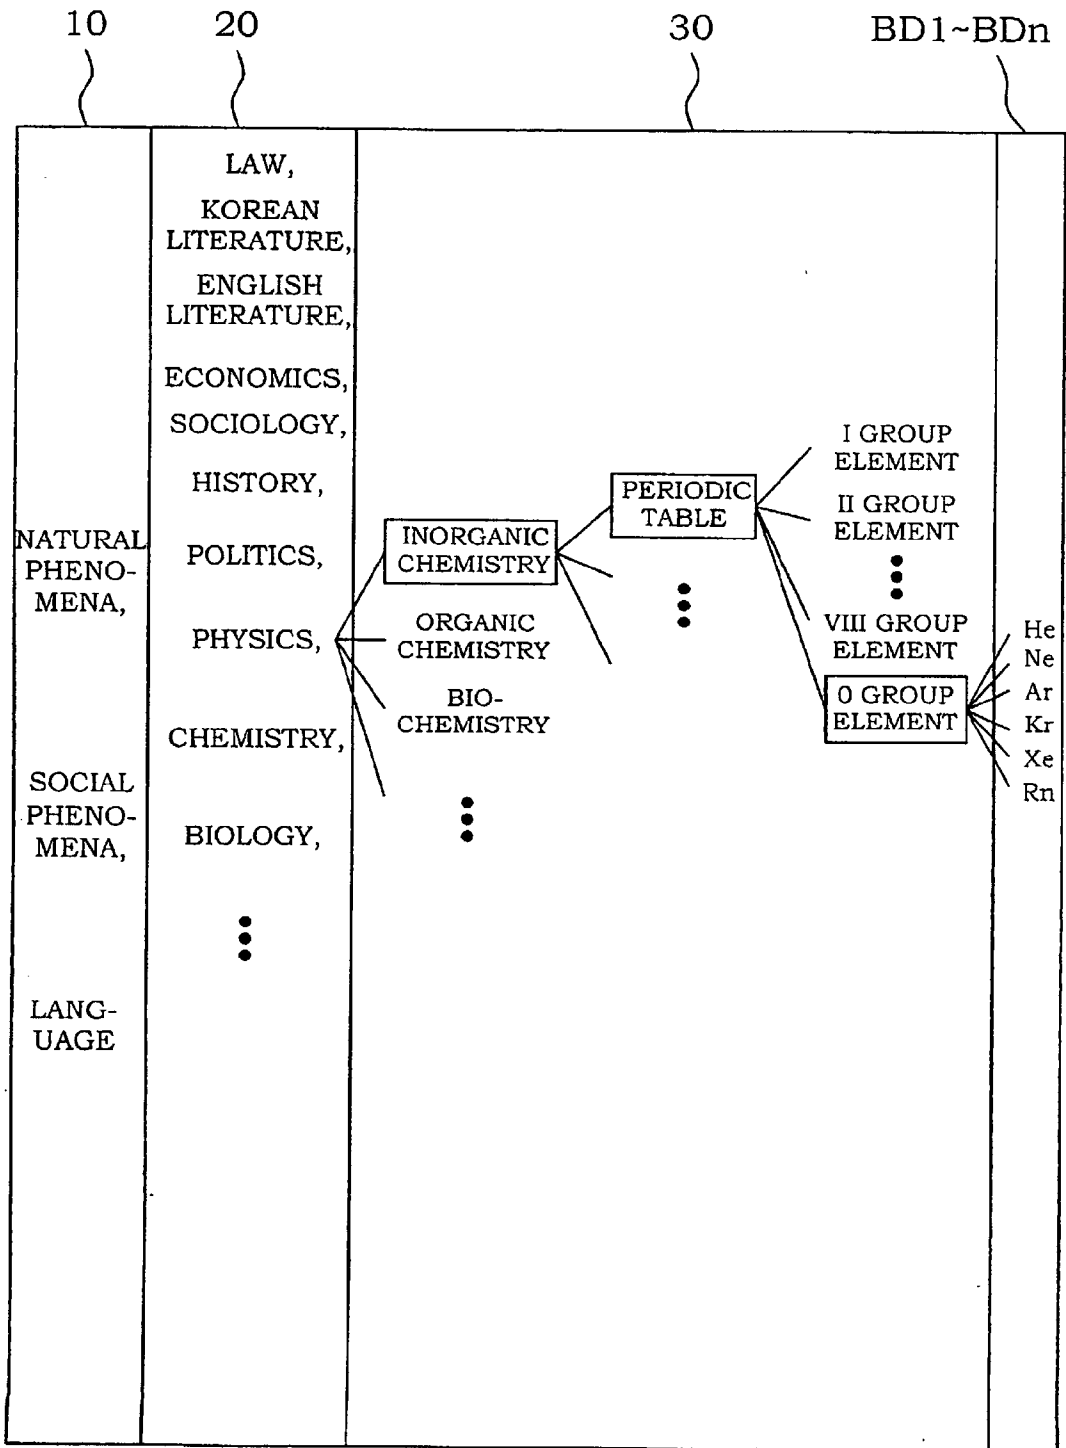 10
20
30
BD1~BDn
NATURAL
PHENO-
MENA,
SOCIAL
PHENO-
MENA,
LANG-
UAGE
LAW,
KOREAN
LITERATURE,
ENGLISH
LITERATURE,
ECONOMICS,
SOCIOLOGY,
HISTORY,
POLITICS,
PHYSICS,
CHEMISTRY,
BIOLOGY,
INORGANIC
CHEMISTRY
ORGANIC
CHEMISTRY
BIO-
CHEMISTRY
PERIODIC
TABLE
I GROUP
ELEMENT
II GROUP
ELEMENT
VIII GROUP
ELEMENT
0 GROUP
ELEMENT
He
Ne
Ar
Kr
Xe
Rn